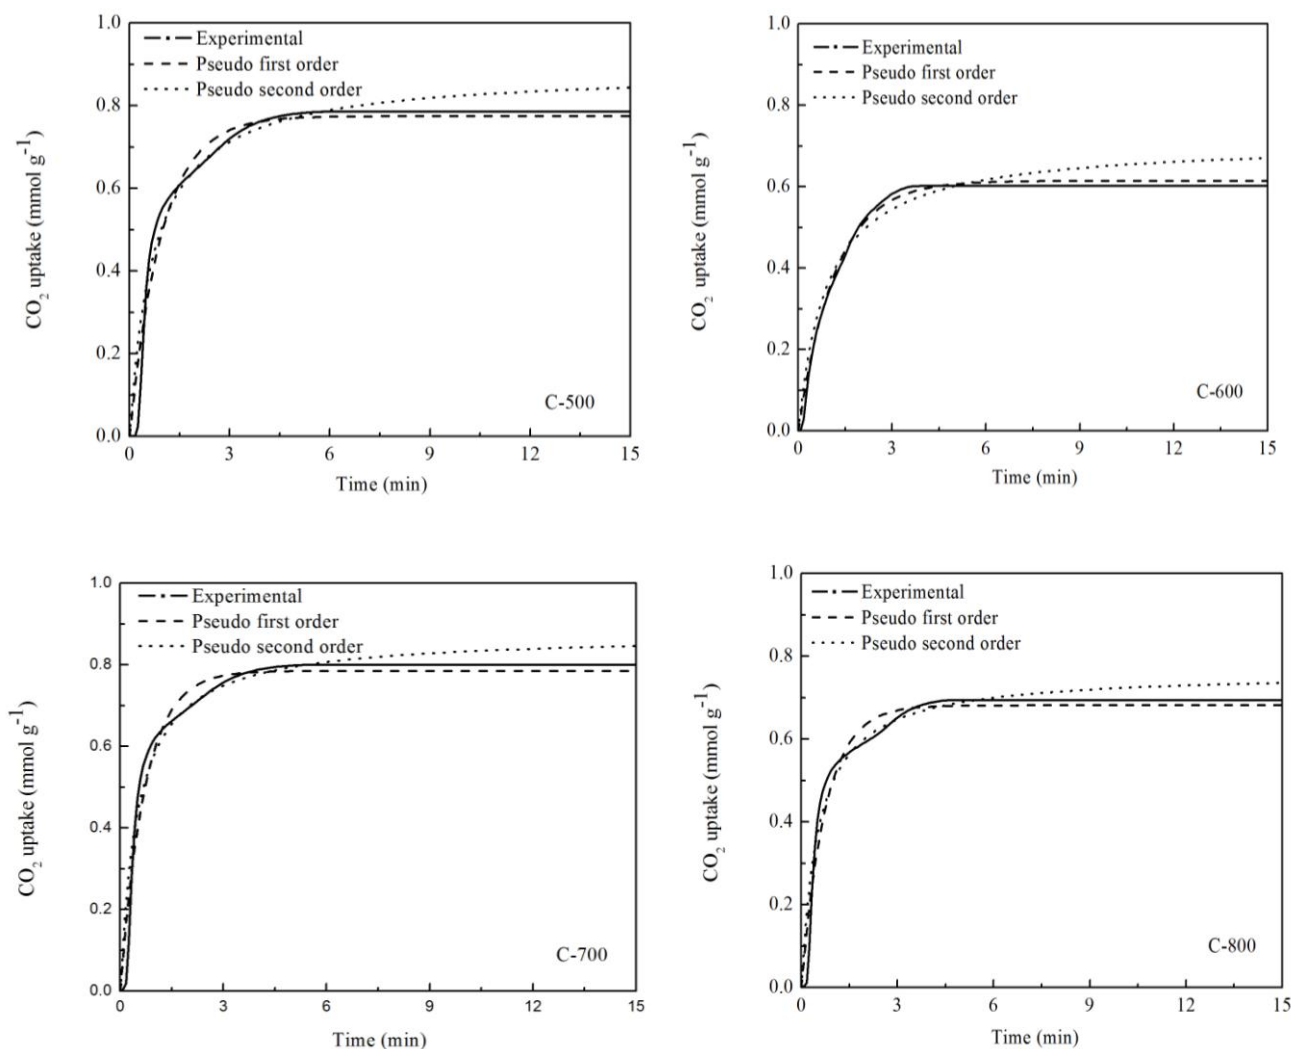 1.0
0.8
0.6
0.4
0.2
0.0
CO₂ uptake (mmol g⁻¹)
Experimental
Pseudo first order
Pseudo second order
C-500
0 3 6 9 12 15
Time (min)
1.0
0.8
0.6
0.4
0.2
0.0
CO₂ uptake (mmol g⁻¹)
Experimental
Pseudo first order
Pseudo second order
C-600
0 3 6 9 12 15
Time (min)
1.0
0.8
0.6
0.4
0.2
0.0
CO₂ uptake (mmol g⁻¹)
Experimental
Pseudo first order
Pseudo second order
C-700
0 3 6 9 12 15
Time (min)
1.0
0.8
0.6
0.4
0.2
0.0
CO₂ uptake (mmol g⁻¹)
Experimental
Pseudo first order
Pseudo second order
C-800
0 3 6 9 12 15
Time (min)